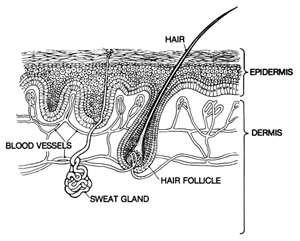 HAIR
EPIDERMIS
DERMIS
BLOOD VESSELS
HAIR FOLLICLE
SWEAT GLAND